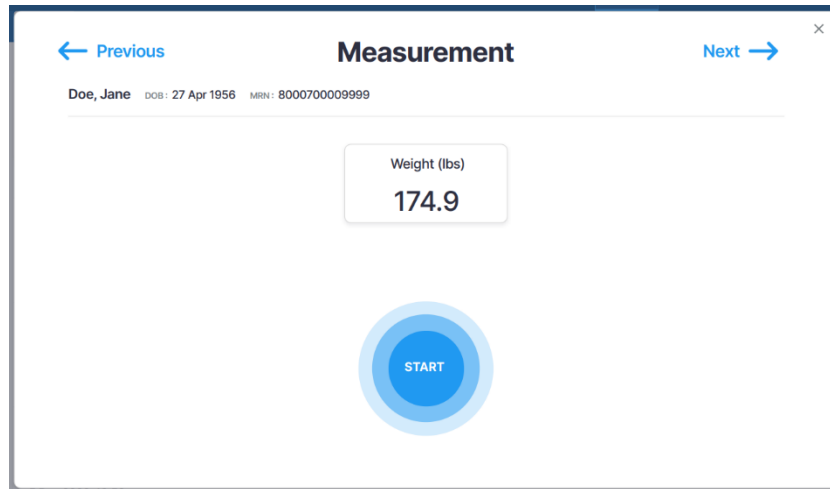 ← Previous
Measurement
Next →
×
Doe, Jane DOB: 27 Apr 1956 MRN: 8000700009999
Weight (lbs)
174.9
START